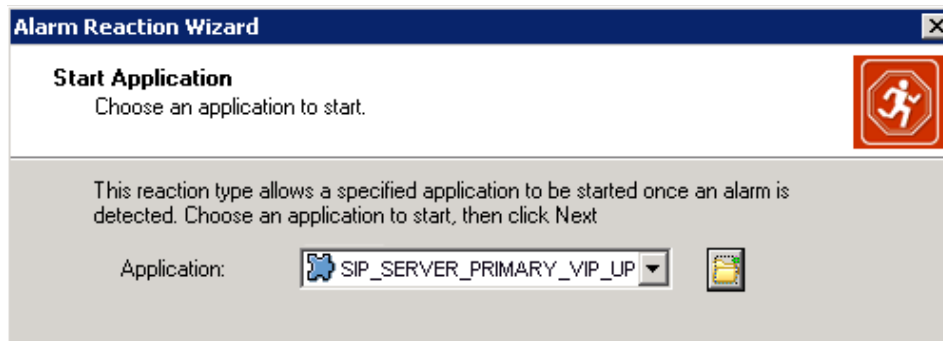 Alarm Reaction Wizard
Start Application
Choose an application to start.
This reaction type allows a specified application to be started once an alarm is
detected. Choose an application to start, then click Next
Application: SIP_SERVER_PRIMARY_VIP_UP